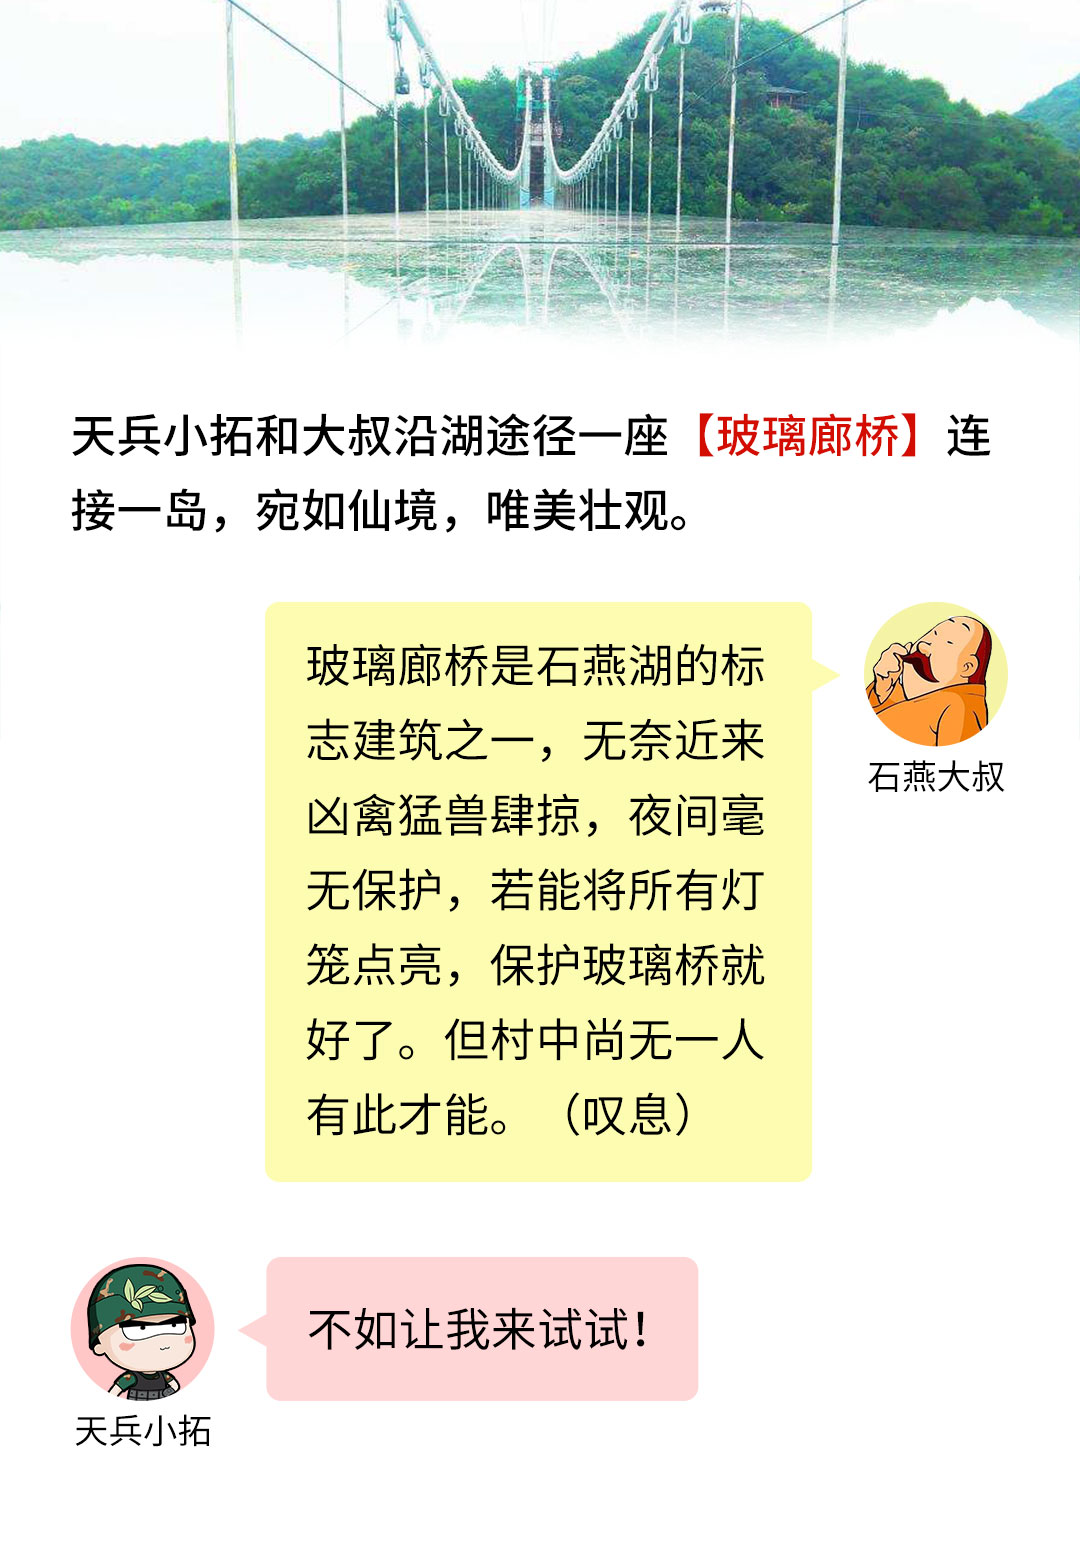 天兵小拓和大叔沿湖途径一座【玻璃廊桥】连
接一岛，宛如仙境，唯美壮观。
玻璃廊桥是石燕湖的标
志建筑之一，无奈近来
凶禽猛兽肆掠，夜间毫
无保护，若能将所有灯
笼点亮，保护玻璃桥就
好了。但村中尚无一人
有此才能。（叹息）
石燕大叔
不如让我来试试！
天兵小拓